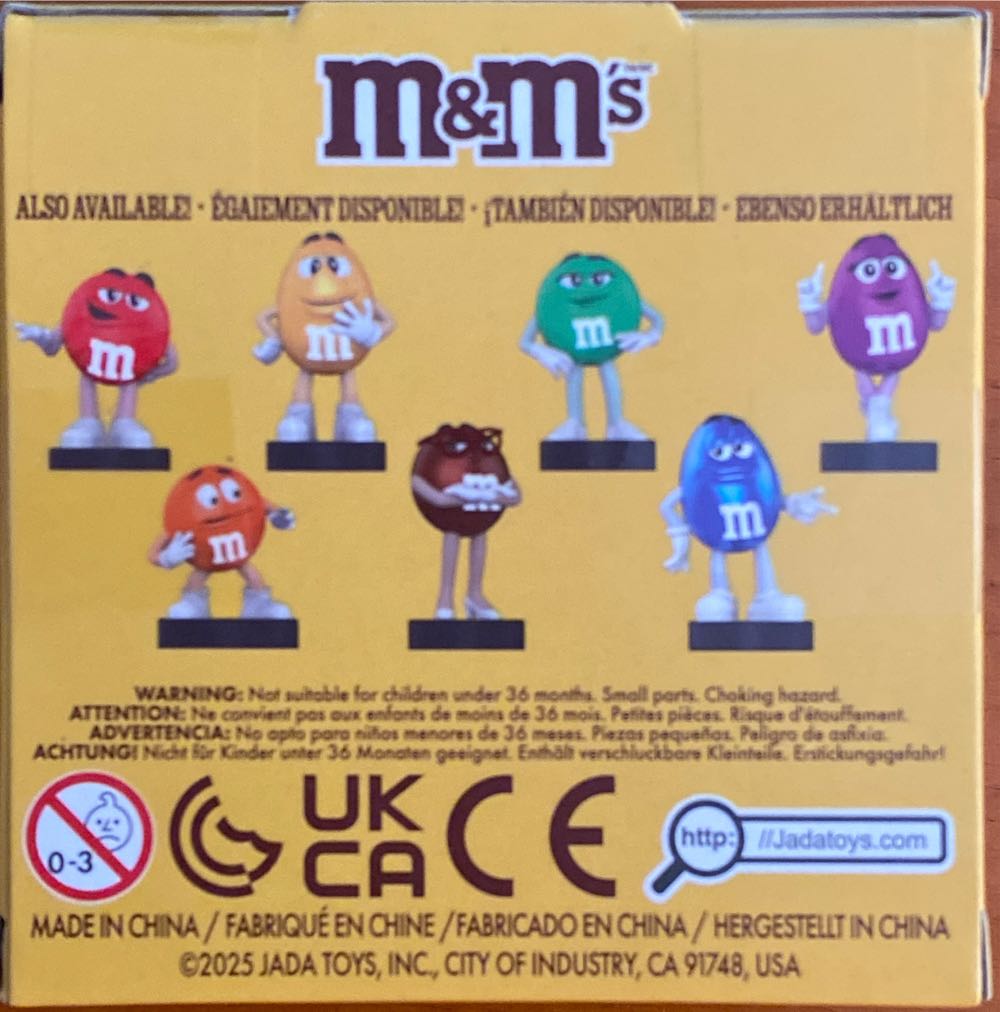 m&m's
ALSO AVAILABLE! • ÉGAIEMENT DISPONIBLE! • ¡TAMBIÉN DISPONIBLE! • EBENSO ERHÄLTLICH
m
m
m
m
m
m
m
WARNING: Not suitable for children under 36 months. Small parts. Choking hazard.
ATTENTION: Ne convient pas aux enfants de moins de 36 mois. Petites pièces. Risque d'étouffement.
ADVERTENCIA: No apto para niños menores de 36 meses. Piezas pequeñas. Peligro de asfixia.
ACHTUNG! Nicht für Kinder unter 36 Monaten geeignet. Enthält verschluckbare Kleinteile. Erstickungsgefahr!
0-3
UK
CA
CE
http: //Jadatoys.com
MADE IN CHINA / FABRIQUÉ EN CHINE / FABRICADO EN CHINA / HERGESTELLT IN CHINA
©2025 JADA TOYS, INC., CITY OF INDUSTRY, CA 91748, USA